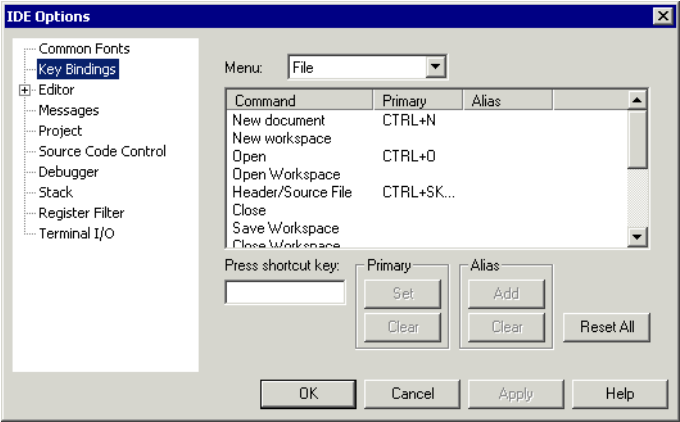 IDE Options
Common Fonts
Key Bindings
Editor
Messages
Project
Source Code Control
Debugger
Stack
Register Filter
Terminal I/O
Menu: File
Command Primary Alias
New document CTRL+N
New workspace
Open CTRL+O
Open Workspace
Header/Source File CTRL+SK...
Close
Save Workspace
Close Workspace
Press shortcut key: Primary Alias
Set Add
Clear Clear Reset All
OK Cancel Apply Help